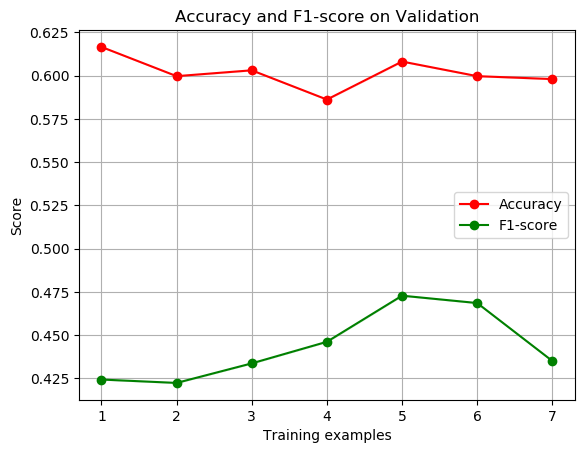 Accuracy and F1-score on Validation
0.625
0.600
0.575
0.550
0.525
0.500
0.475
0.450
0.425
Score
Accuracy
F1-score
1 2 3 4 5 6 7
Training examples